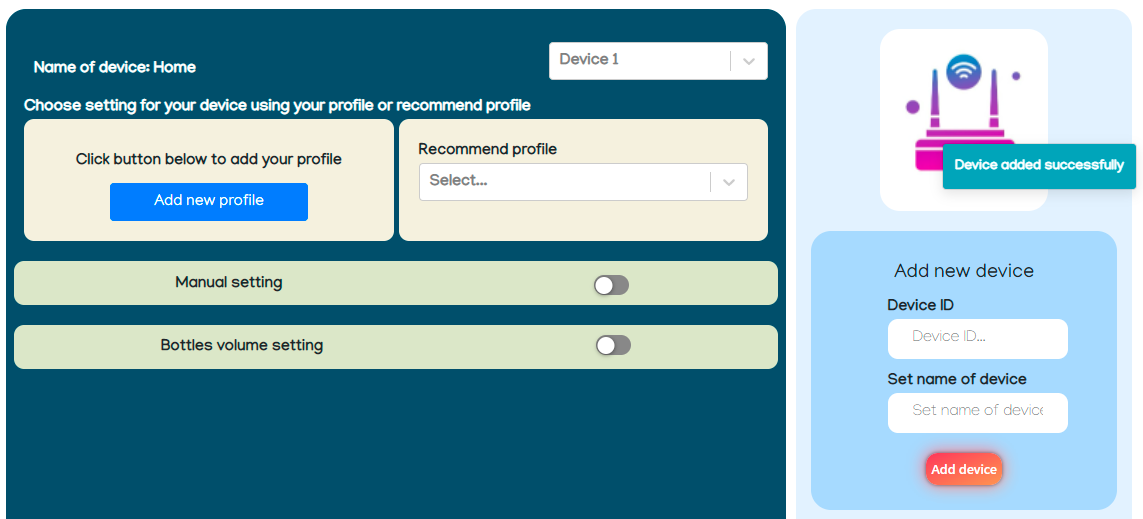 Name of device: Home
Device 1
Choose setting for your device using your profile or recommend profile
Click button below to add your profile
Add new profile
Recommend profile
Select...
Manual setting
Bottles volume setting
Device added successfully
Add new device
Device ID
Device ID...
Set name of device
Set name of device
Add device